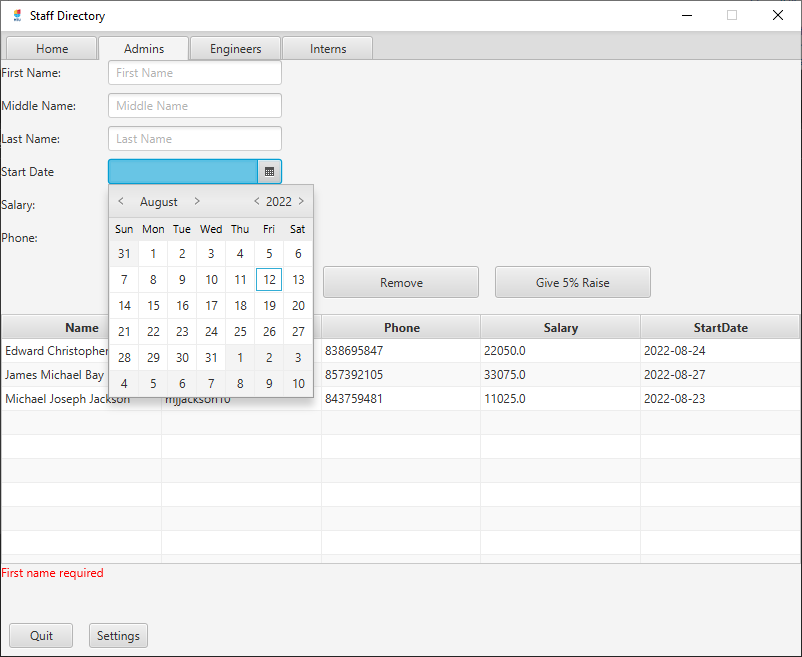 Staff Directory
Home Admins Engineers Interns
First Name: First Name
Middle Name: Middle Name
Last Name: Last Name
Start Date
Salary:
Phone:
< August > < 2022 >
Sun Mon Tue Wed Thu Fri Sat
31 1 2 3 4 5 6
7 8 9 10 11 12 13
14 15 16 17 18 19 20
21 22 23 24 25 26 27
28 29 30 31 1 2 3
4 5 6 7 8 9 10
Remove Give 5% Raise
Name Phone Salary StartDate
Edward Christopher 838695847 22050.0 2022-08-24
James Michael Bay 857392105 33075.0 2022-08-27
Michael Joseph Jackson mjjackson10 843759481 11025.0 2022-08-23
First name required
Quit Settings